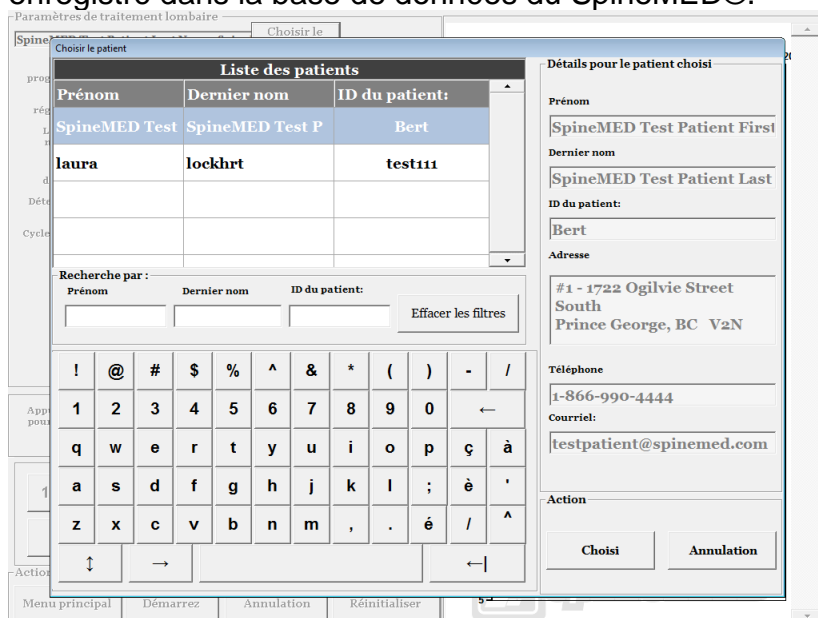 enregistré dans la base de données du SpineMED®.
Paramètres de traitement lombaire
Choisir le
Choisir le patient
Liste des patients
Prénom Dernier nom ID du patient:
SpineMED Test SpineMED Test P Bert
laura lockhrt test111
Recherche par :
Prénom Dernier nom ID du patient:
Effacer les filtres
! @ # $ % ^ & * ( ) - /
1 2 3 4 5 6 7 8 9 0 ←
q w e r t y u i o p ç à
a s d f g h j k l ; è '
z x c v b n m , . é / ^
↕ → ←|
Détails pour le patient choisi
Prénom
SpineMED Test Patient First
Dernier nom
SpineMED Test Patient Last
ID du patient:
Bert
Adresse
#1 - 1722 Ogilvie Street
South
Prince George, BC V2N
Téléphone
1-866-990-4444
Courriel:
testpatient@spinemed.com
Action
Choisi Annulation
Action
Menu principal Démarrez Annulation Réinitialiser